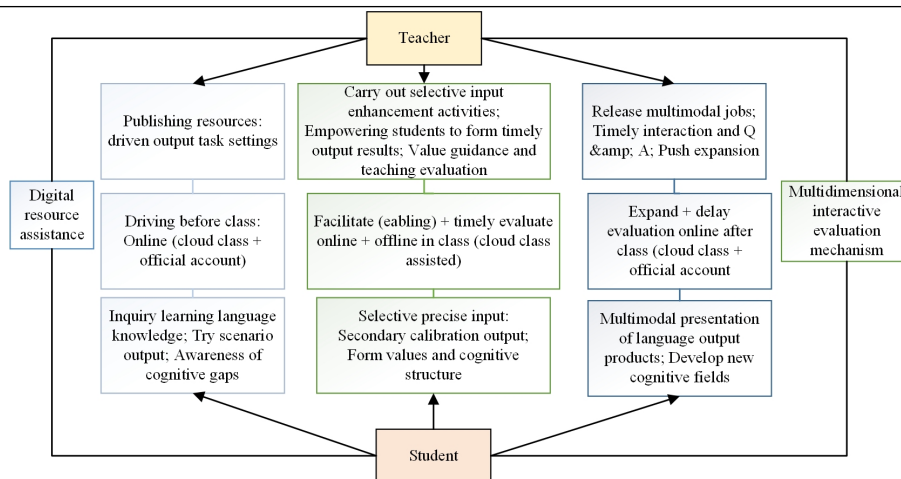 Teacher
Publishing resources:
driven output task settings
Carry out selective input
enhancement activities;
Empowering students to form timely
output results; Value guidance and
teaching evaluation
Release multimodal jobs;
Timely interaction and Q
&amp; A; Push expansion
Digital
resource
assistance
Driving before class:
Online (cloud class +
official account)
Facilitate (eabling) + timely evaluate
online + offline in class (cloud class
assisted)
Expand + delay
evaluation online after
class (cloud class +
official account
Multidimensional
interactive
evaluation
mechanism
Inquiry learning language
knowledge; Try scenario
output; Awareness of
cognitive gaps
Selective precise input:
Secondary calibration output;
Form values and cognitive
structure
Multimodal presentation
of language output
products; Develop new
cognitive fields
Student